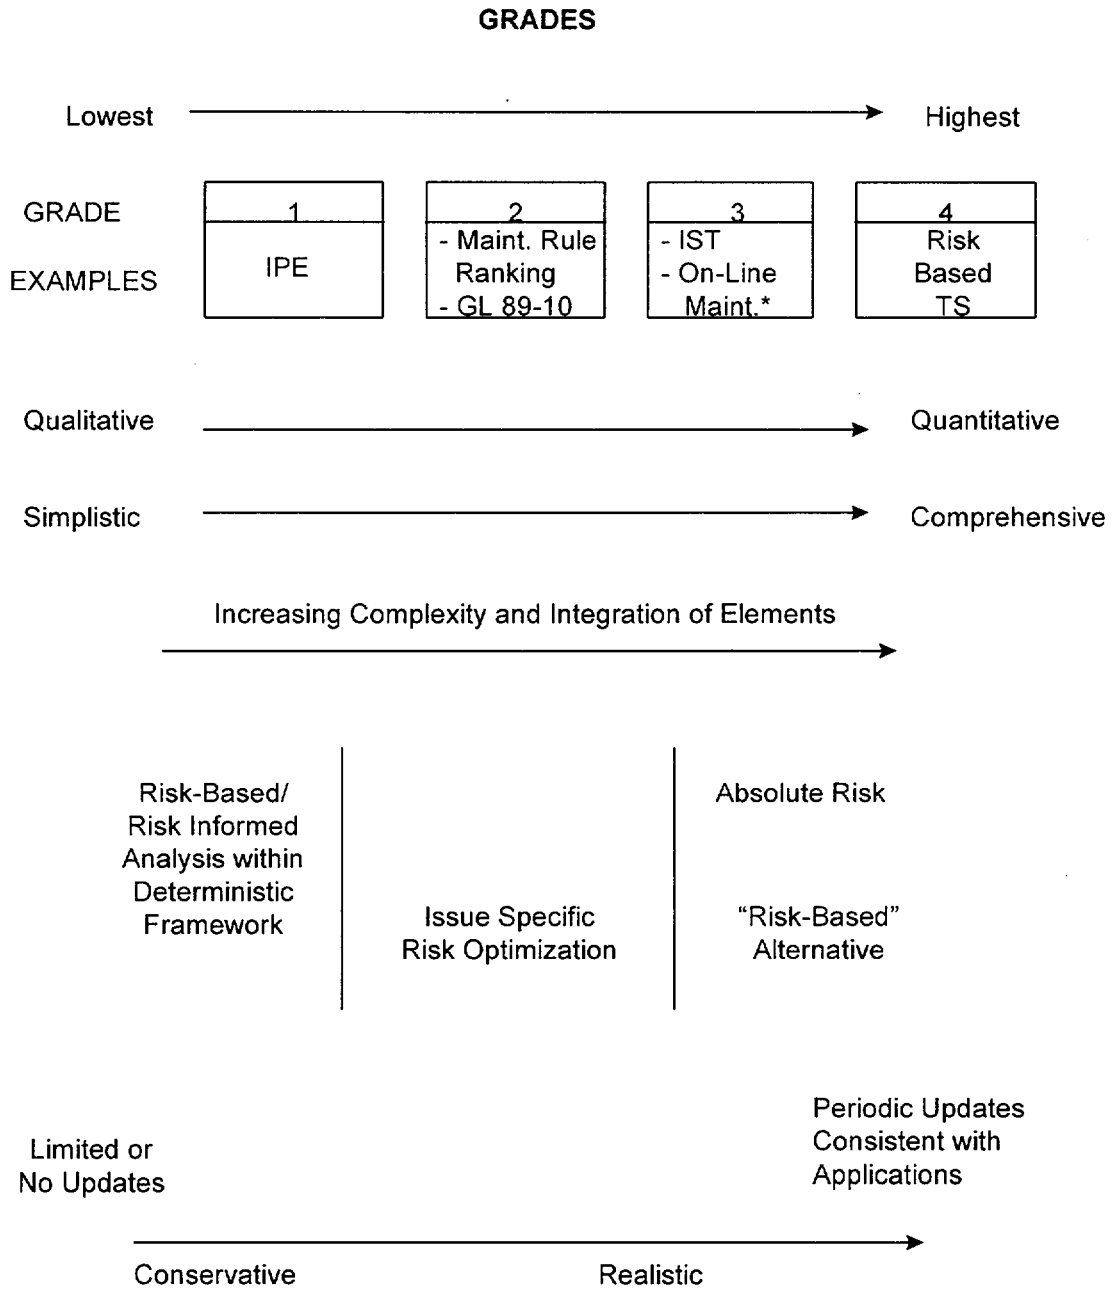 GRADES
Lowest Highest
GRADE 1 2 3 4
EXAMPLES
IPE
- Maint. Rule
Ranking
- GL 89-10
- IST
- On-Line
Maint.*
Risk
Based
TS
Qualitative Quantitative
Simplistic Comprehensive
Increasing Complexity and Integration of Elements
Risk-Based/
Risk Informed
Analysis within
Deterministic
Framework
Issue Specific
Risk Optimization
Absolute Risk
“Risk-Based”
Alternative
Limited or
No Updates
Periodic Updates
Consistent with
Applications
Conservative Realistic